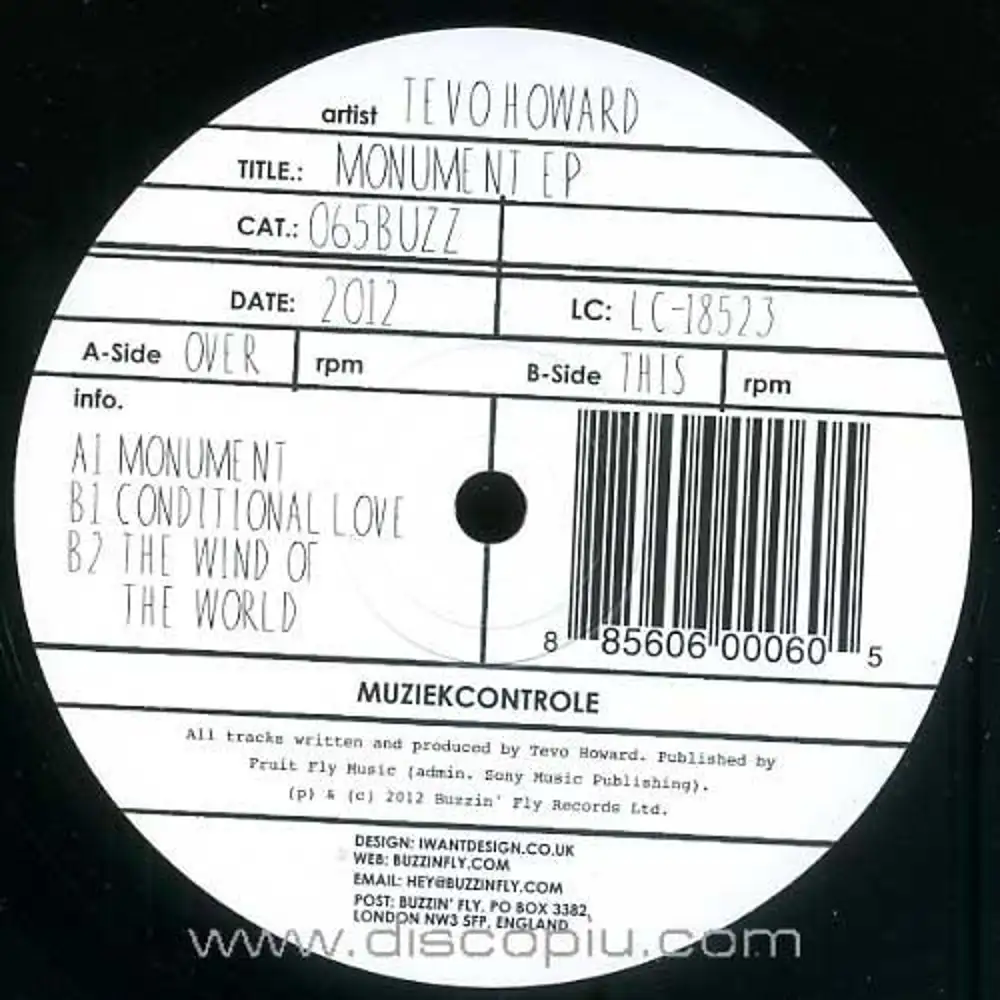 artist TEVO HOWARD
TITLE.: MONUMENT EP
CAT.: 065BUZZ
DATE: 2012 LC: LC-18523
A-Side OVER rpm B-Side THIS rpm
info.
A1 MONUMENT
B1 CONDITIONAL LOVE
B2 THE WIND OF
THE WORLD
8 85606 00060 5
MUZIEKCONTROLE
All tracks written and produced by Tevo Howard. Published by
Fruit Fly Music (admin. Sony Music Publishing).
(p) & (c) 2012 Buzzin' Fly Records Ltd.
DESIGN: IWANTDESIGN.CO.UK
WEB: BUZZINFLY.COM
EMAIL: HEY@BUZZINFLY.COM
POST: BUZZIN' FLY, PO BOX 3382,
LONDON NW3 5FP, ENGLAND
www.discopiu.com